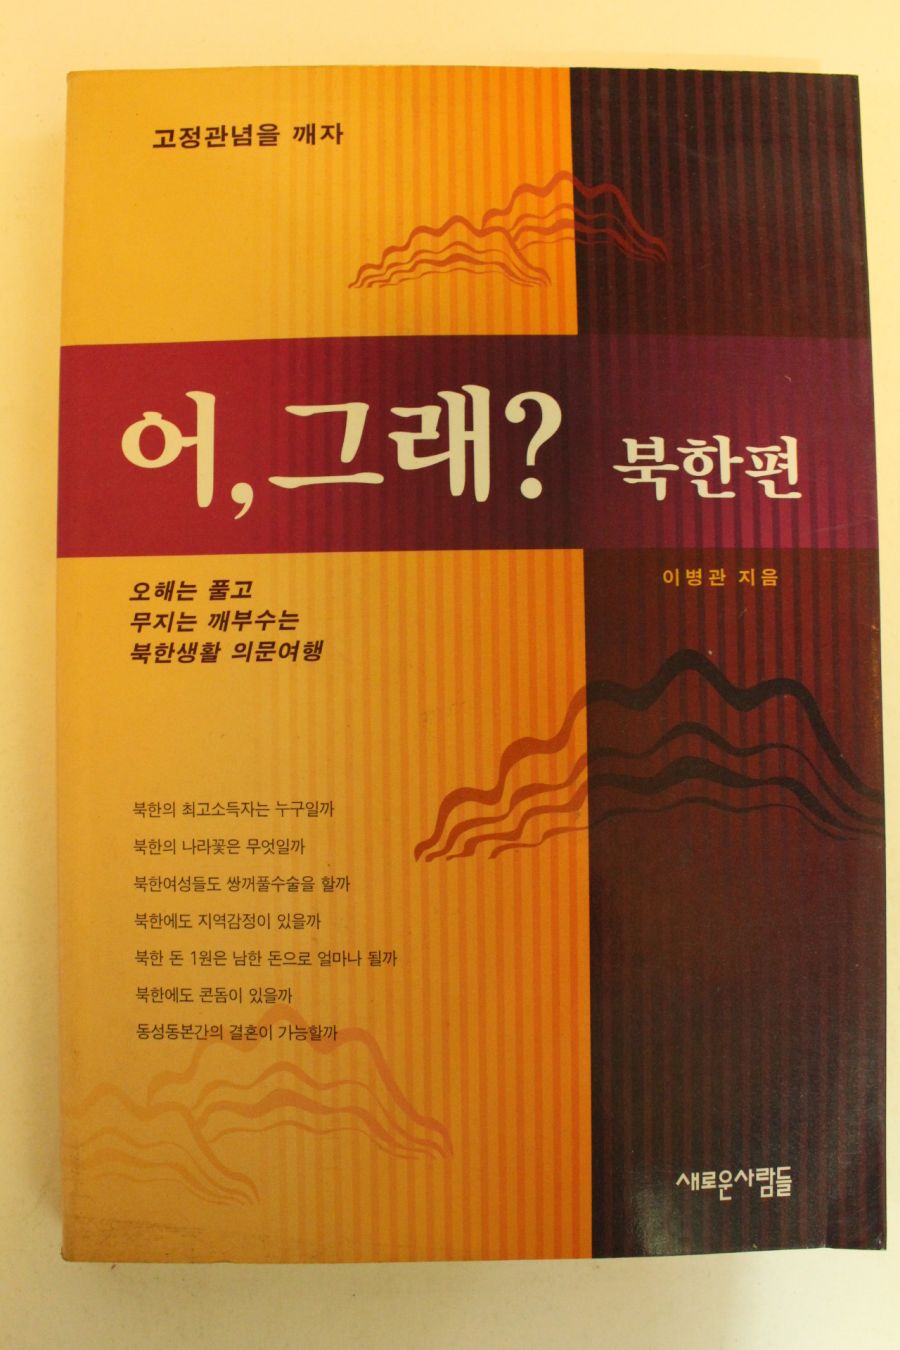 고정관념을 깨자
어, 그래? 북한편
이병관 지음
오해는 풀고
무지는 깨부수는
북한생활 의문여행
북한의 최고소득자는 누구일까
북한의 나라꽃은 무엇일까
북한여성들도 쌍꺼풀수술을 할까
북한에도 지역감정이 있을까
북한 돈 1원은 남한 돈으로 얼마나 될까
북한에도 콘돔이 있을까
동성동본간의 결혼이 가능할까
새로운사람들